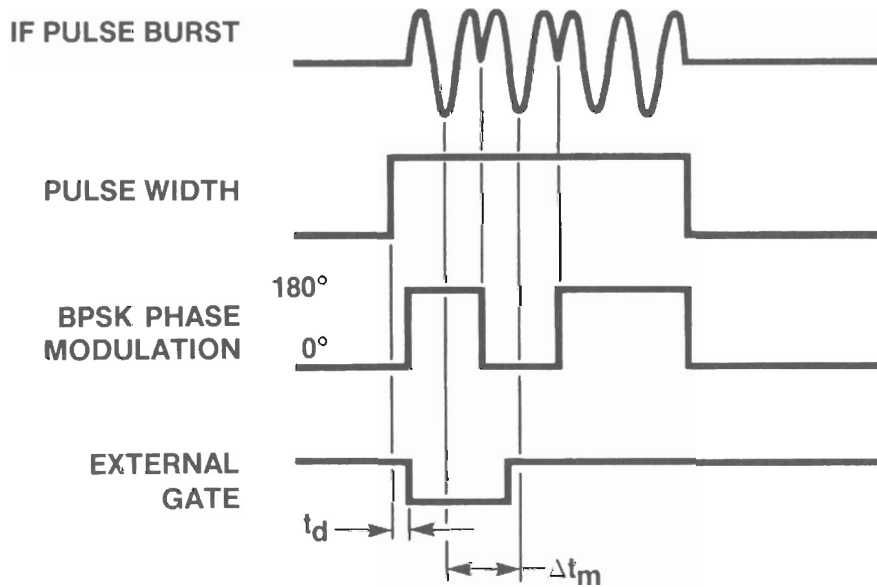 IF PULSE BURST
PULSE WIDTH
180°
BPSK PHASE
MODULATION
0°
EXTERNAL
GATE
td
Δtm